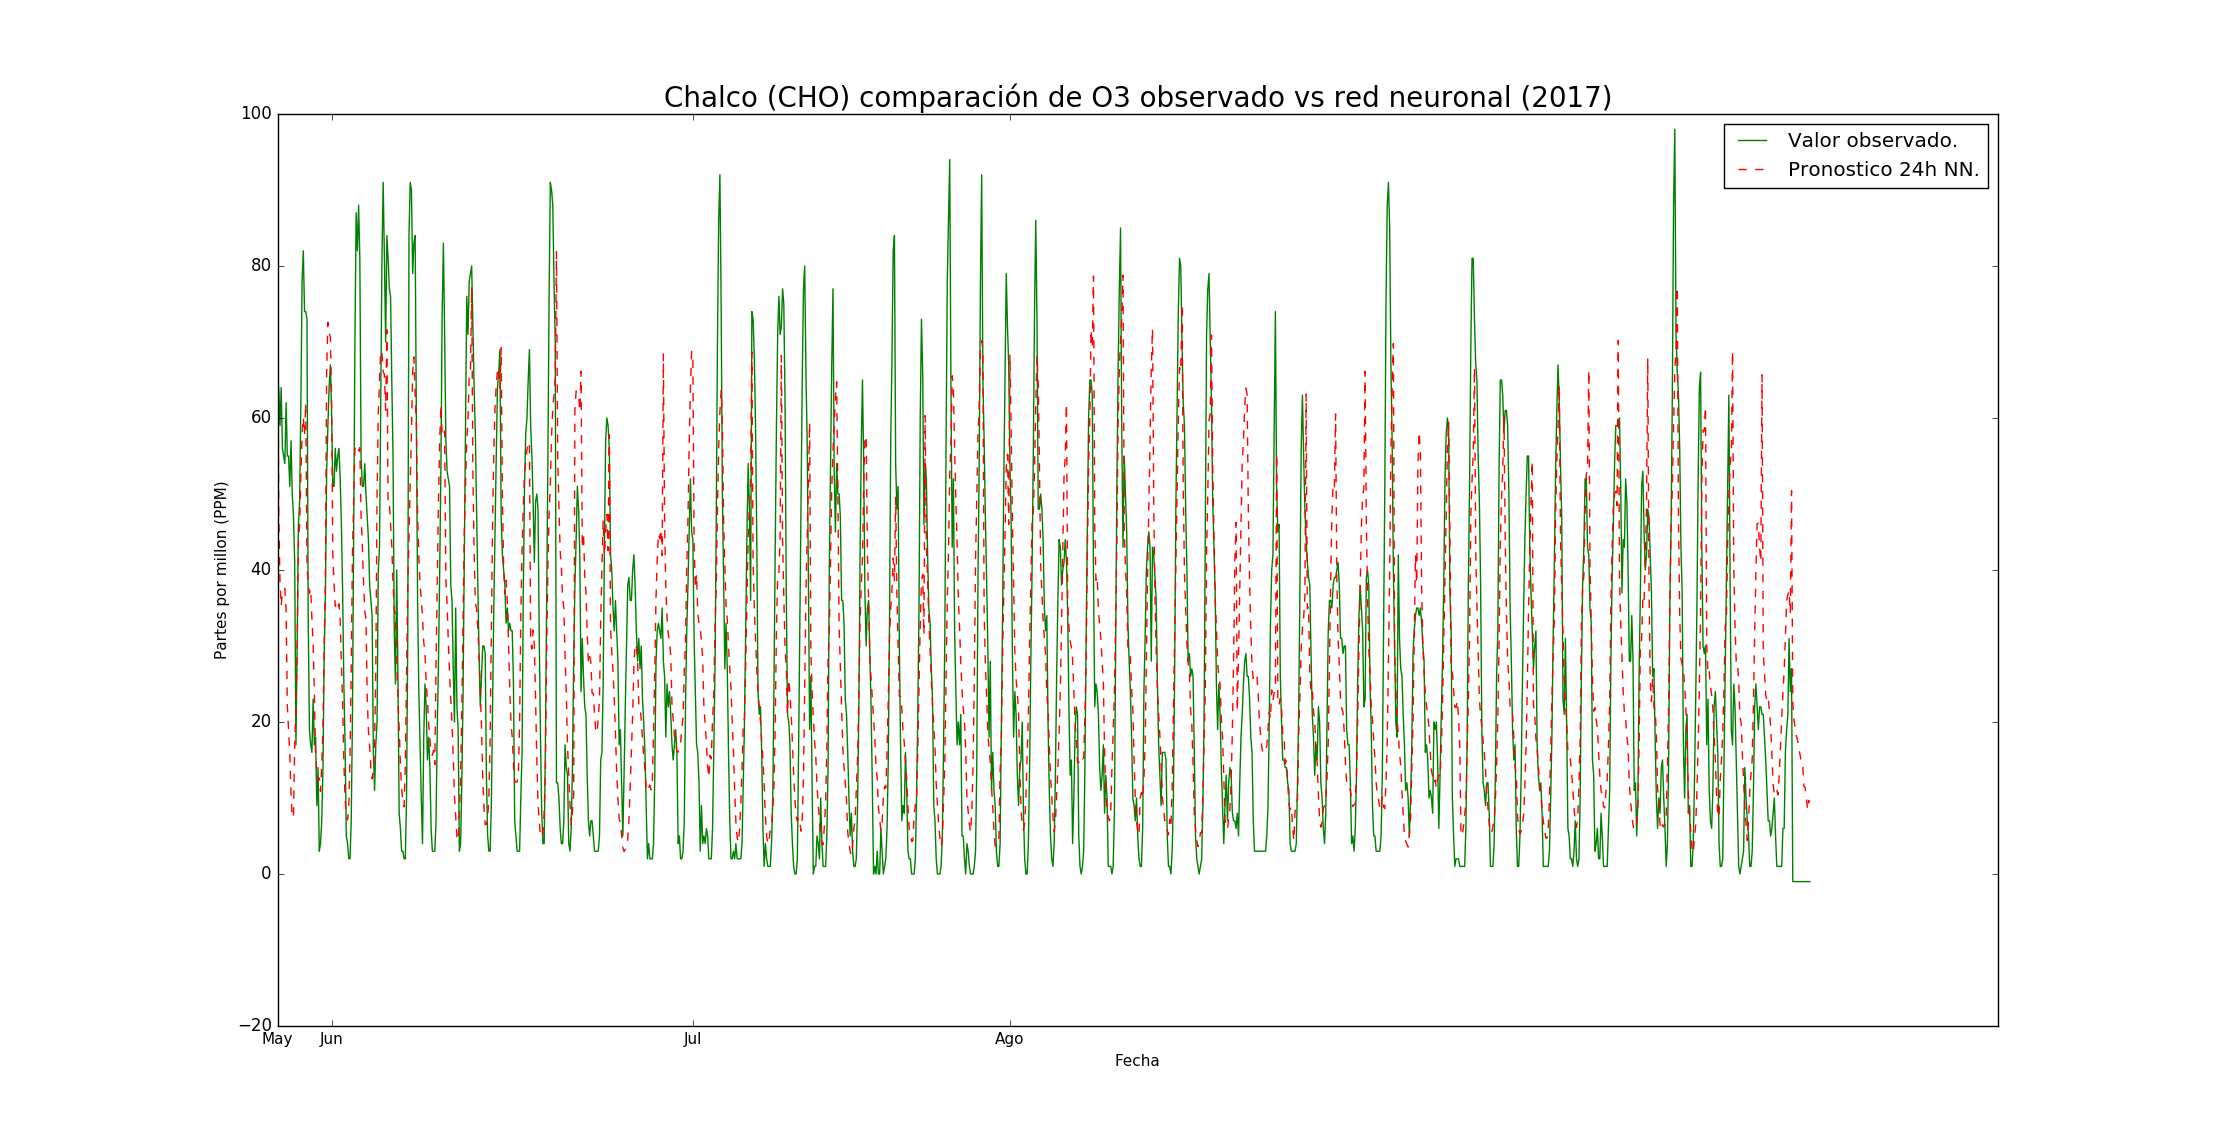 Chalco (CHO) comparación de O3 observado vs red neuronal (2017)
Valor observado.
Pronostico 24h NN.
Partes por millon (PPM)
100
80
60
40
20
0
−20
May
Jun
Jul
Ago
Fecha